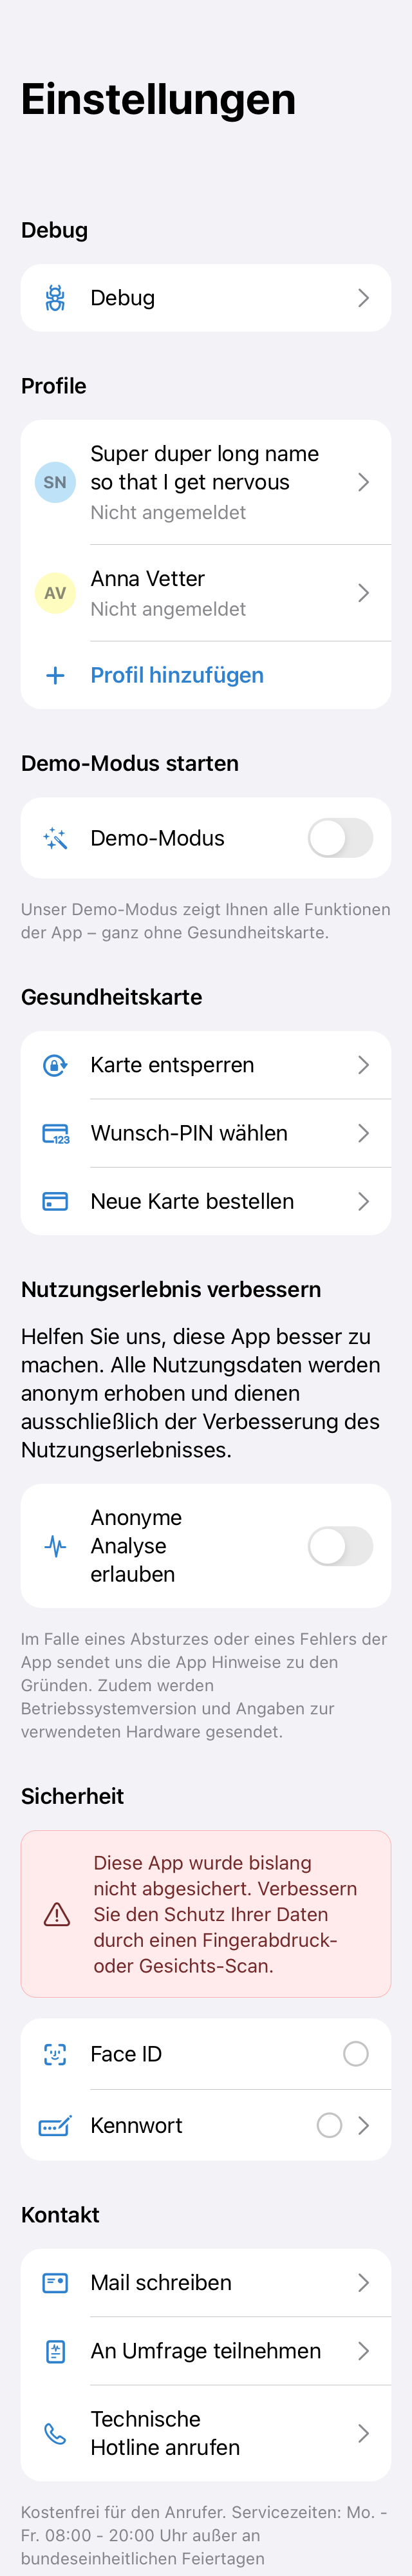 Einstellungen
Debug
Debug
Profile
SN
Super duper long name
so that I get nervous
Nicht angemeldet
AV
Anna Vetter
Nicht angemeldet
Profil hinzufügen
Demo-Modus starten
Demo-Modus
Unser Demo-Modus zeigt Ihnen alle Funktionen
der App – ganz ohne Gesundheitskarte.
Gesundheitskarte
Karte entsperren
123
Wunsch-PIN wählen
Neue Karte bestellen
Nutzungserlebnis verbessern
Helfen Sie uns, diese App besser zu
machen. Alle Nutzungsdaten werden
anonym erhoben und dienen
ausschließlich der Verbesserung des
Nutzungserlebnisses.
Anonyme
Analyse
erlauben
Im Falle eines Absturzes oder eines Fehlers der
App sendet uns die App Hinweise zu den
Gründen. Zudem werden
Betriebssystemversion und Angaben zur
verwendeten Hardware gesendet.
Sicherheit
Diese App wurde bislang
nicht abgesichert. Verbessern
Sie den Schutz Ihrer Daten
durch einen Fingerabdruck-
oder Gesichts-Scan.
Face ID
Kennwort
Kontakt
Mail schreiben
An Umfrage teilnehmen
Technische
Hotline anrufen
Kostenfrei für den Anrufer. Servicezeiten: Mo. -
Fr. 08:00 - 20:00 Uhr außer an
bundeseinheitlichen Feiertagen